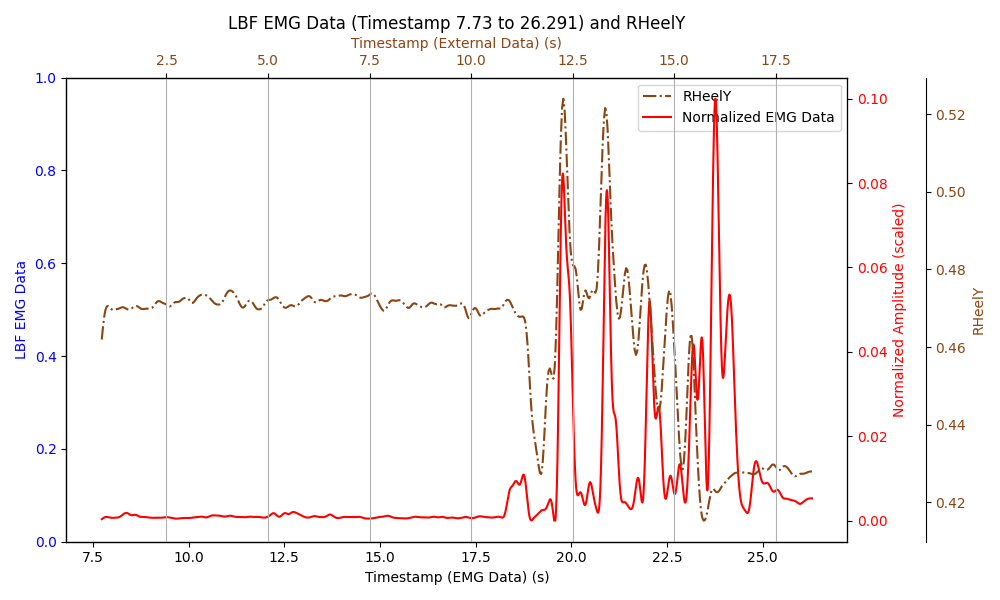 LBF EMG Data (Timestamp 7.73 to 26.291) and RHeelY
Timestamp (External Data) (s)
2.5 5.0 7.5 10.0 12.5 15.0 17.5
1.0
0.8
0.6
0.4
0.2
0.0
LBF EMG Data
RHeelY
Normalized EMG Data
0.10
0.08
0.06
0.04
0.02
0.00
Normalized Amplitude (scaled)
0.52
0.50
0.48
0.46
0.44
0.42
RHeelY
7.5 10.0 12.5 15.0 17.5 20.0 22.5 25.0
Timestamp (EMG Data) (s)